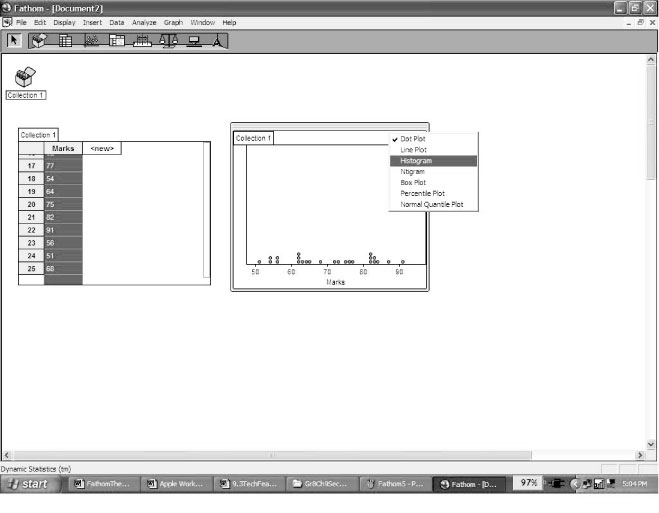 Fathom - [Document7]
File Edit Display Insert Data Analyze Graph Window Help
Collection 1
Collection 1
Marks <new>
17 77
18 54
19 64
20 75
21 82
22 91
23 56
24 51
25 68
Collection 1
Dot Plot
Line Plot
Histogram
Ntigram
Box Plot
Percentile Plot
Normal Quantile Plot
50 60 70 80 90
Marks
Dynamic Statistics (tm)
start FathomThe... Apple Work... 9.3TechFea... Gr8Ch9Sec... Fathom5 - P... Fathom - [D... 97% 5:04 PM